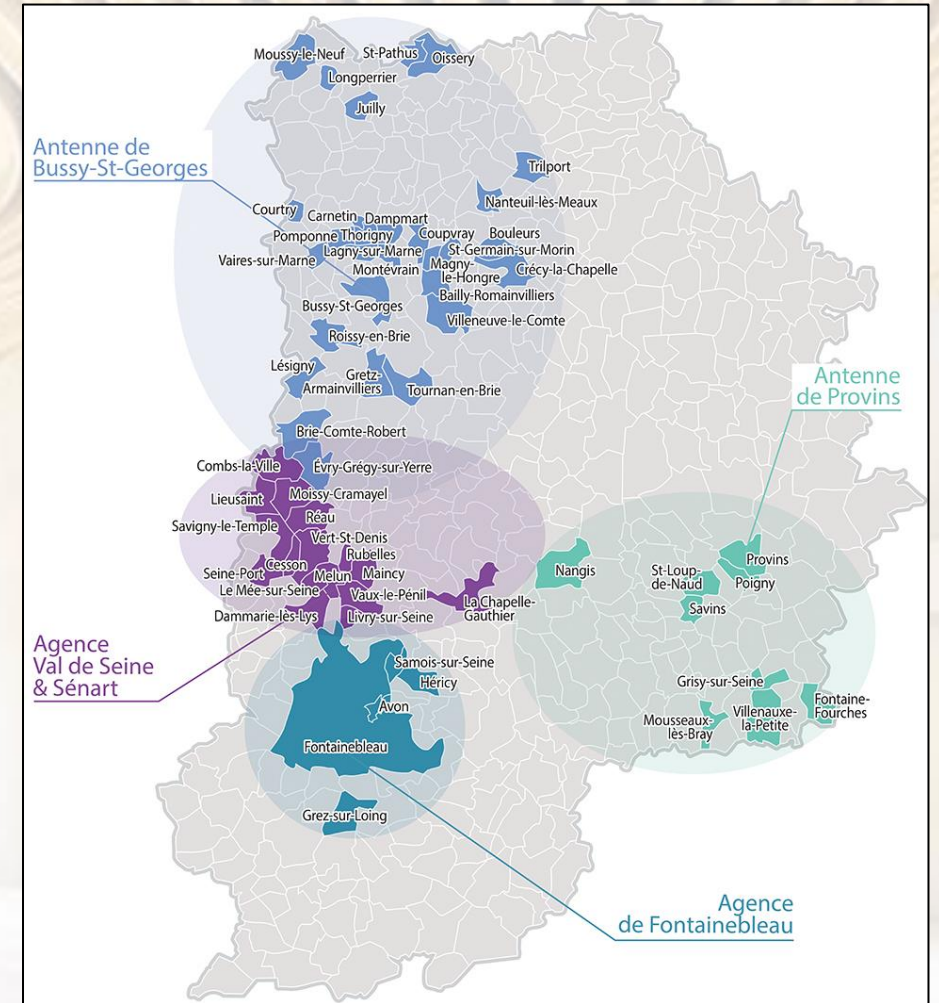 Moussy-le-Neuf
St-Pathus
Oissery
Longperrier
Juilly
Antenne de
Bussy-St-Georges
Trilport
Nanteuil-lès-Meaux
Courtry
Carnetin
Dampmart
Pomponne
Thorigny
Coupvray
Bouleurs
Lagny-sur-Marne
St-Germain-sur-Morin
Vaires-sur-Marne
Montévrain
Magny-
le-Hongre
Crécy-la-Chapelle
Bussy-St-Georges
Bailly-Romainvilliers
Villeneuve-le-Comte
Roissy-en-Brie
Lésigny
Gretz-
Armainvilliers
Tournan-en-Brie
Antenne
de Provins
Brie-Comte-Robert
Combs-la-Ville
Évry-Grégy-sur-Yerre
Lieusaint
Moissy-Cramayel
Réau
Savigny-le-Temple
Vert-St-Denis
Rubelles
Cesson
Seine-Port
Melun
Maincy
Le Mée-sur-Seine
Vaux-le-Pénil
Dammarie-lès-Lys
Livry-sur-Seine
La Chapelle-
Gauthier
Nangis
St-Loup-
de-Naud
Provins
Poigny
Savins
Agence
Val de Seine
& Sénart
Samois-sur-Seine
Héricy
Avon
Fontainebleau
Grisy-sur-Seine
Mousseaux-
lès-Bray
Villenauxe-
la-Petite
Fontaine-
Fourches
Grez-sur-Loing
Agence
de Fontainebleau